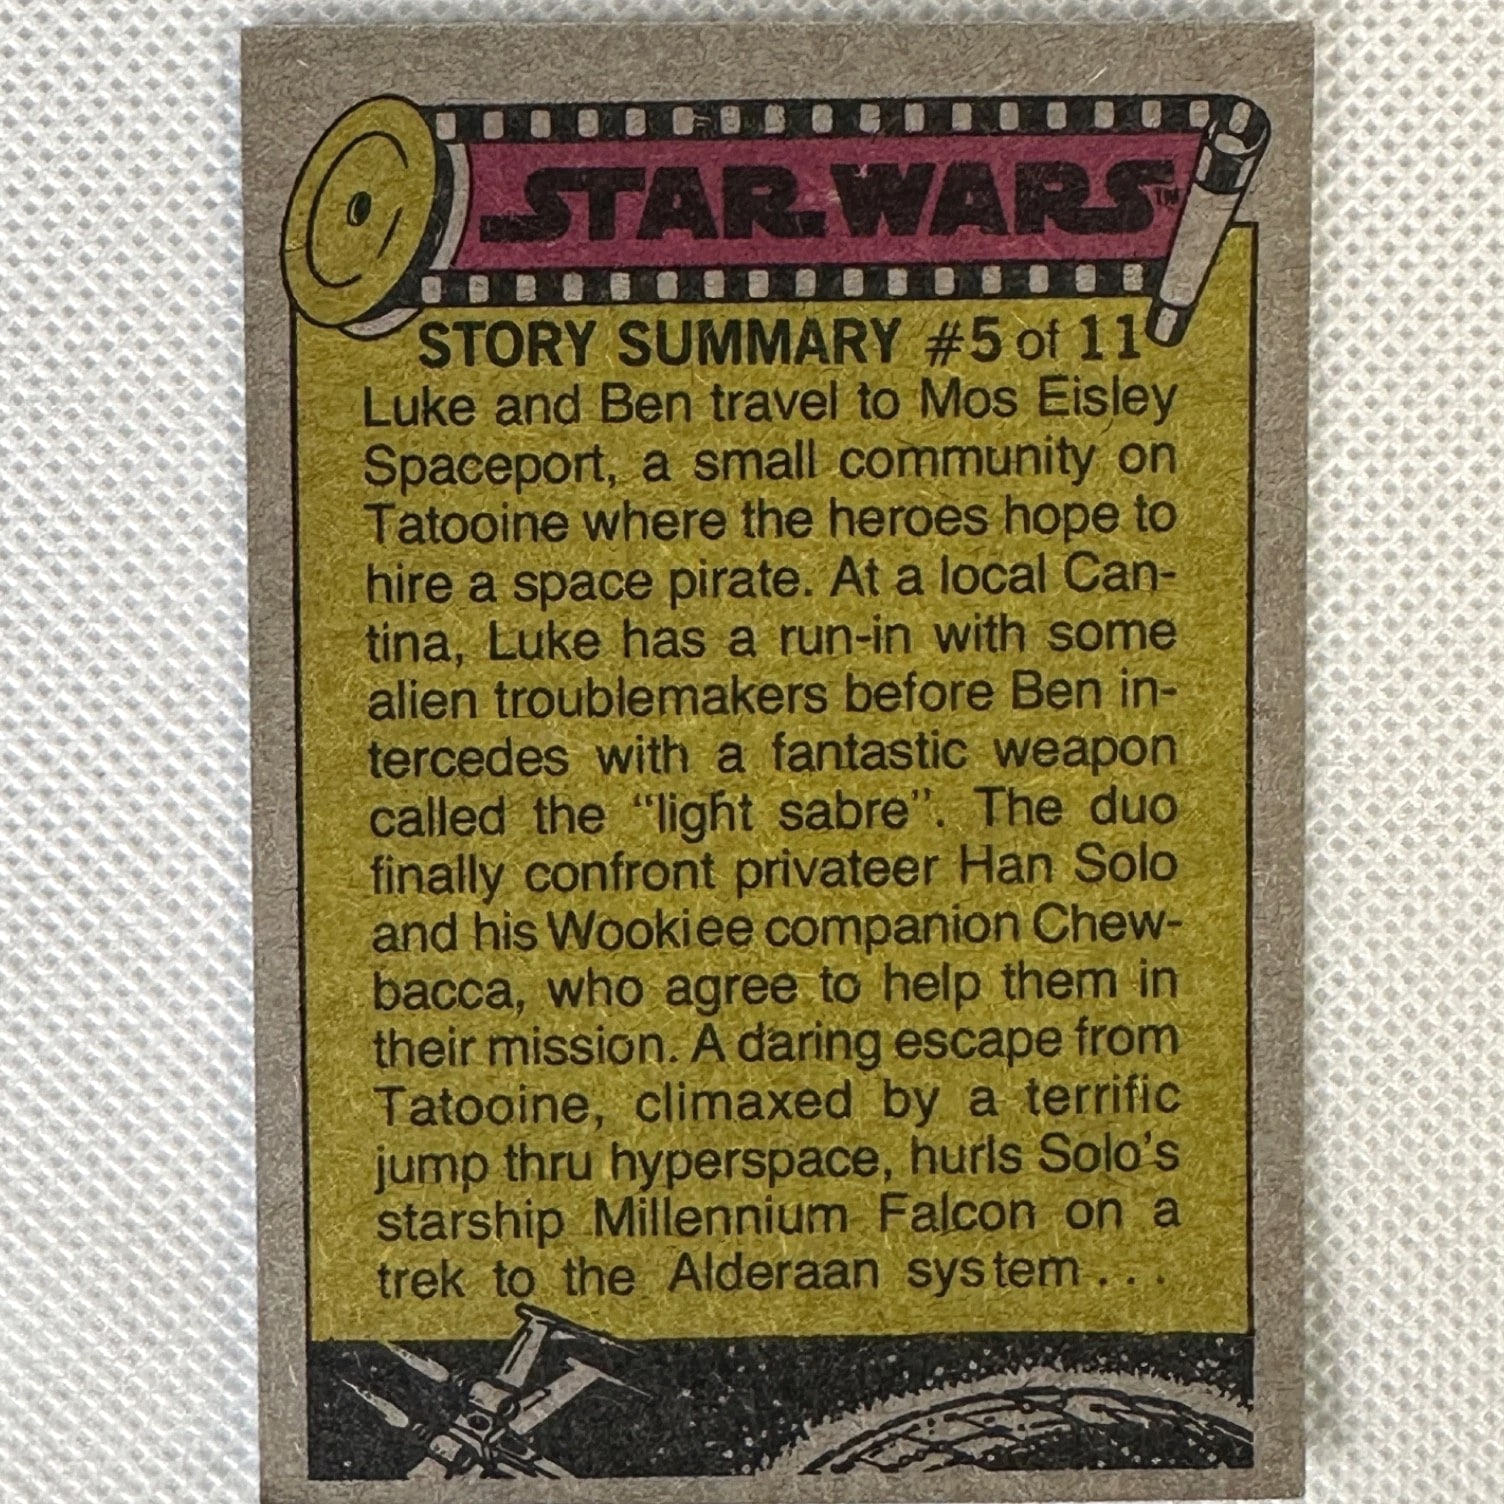 STAR WARS™
STORY SUMMARY #5 of 11
Luke and Ben travel to Mos Eisley
Spaceport, a small community on
Tatooine where the heroes hope to
hire a space pirate. At a local Can-
tina, Luke has a run-in with some
alien troublemakers before Ben in-
tercedes with a fantastic weapon
called the “light sabre”. The duo
finally confront privateer Han Solo
and his Wookiee companion Chew-
bacca, who agree to help them in
their mission. A daring escape from
Tatooine, climaxed by a terrific
jump thru hyperspace, hurls Solo's
starship Millennium Falcon on a
trek to the Alderaan system . . .